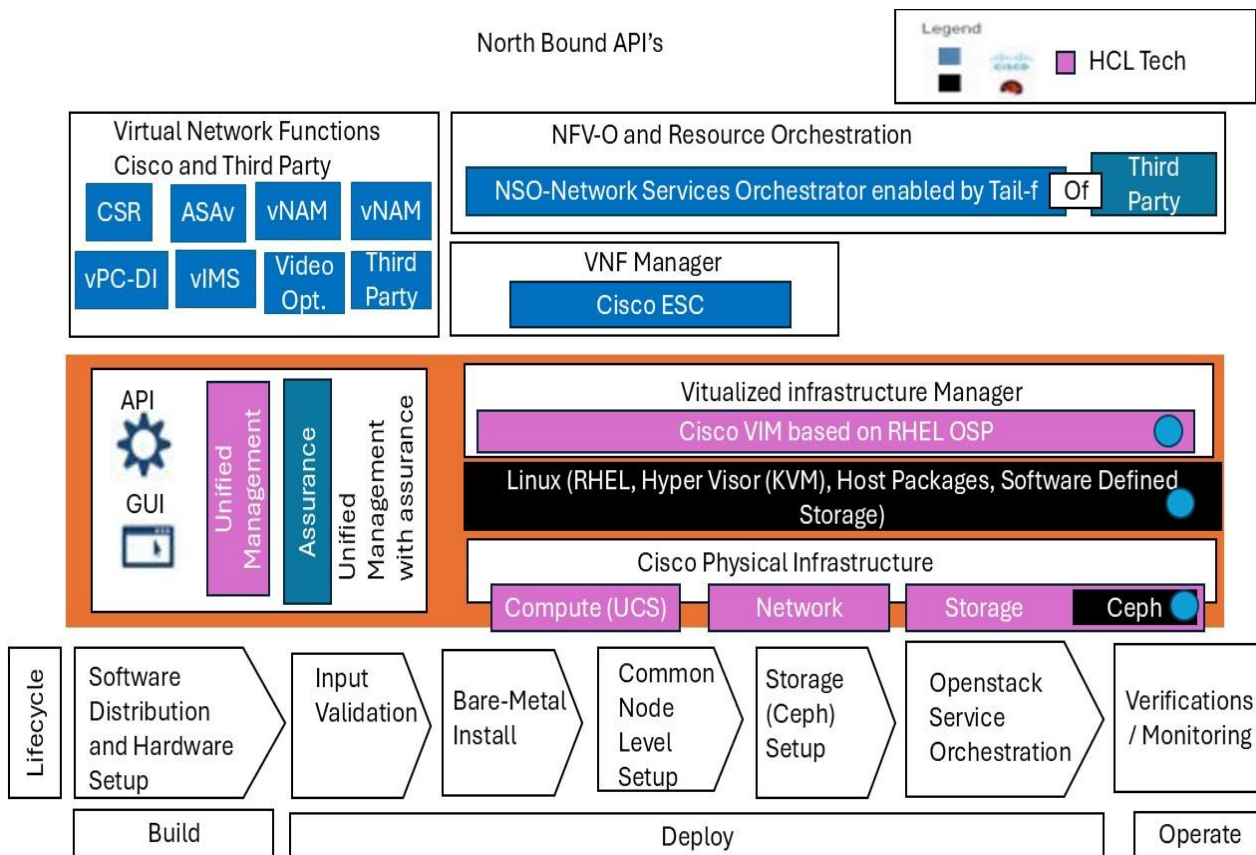 North Bound API's
Legend
CISCO
HCL Tech
Virtual Network Functions
Cisco and Third Party
CSR
ASAv
vNAM
vNAM
vPC-DI
vIMS
Video
Opt.
Third
Party
NFV-O and Resource Orchestration
NSO-Network Services Orchestrator enabled by Tail-f
Of
Third
Party
VNF Manager
Cisco ESC
API
GUI
Unified
Management
Assurance
Unified
Management
with assurance
Vitualized infrastructure Manager
Cisco VIM based on RHEL OSP
Linux (RHEL, Hyper Visor (KVM), Host Packages, Software Defined
Storage)
Cisco Physical Infrastructure
Compute (UCS)
Network
Storage
Ceph
Lifecycle
Software
Distribution
and Hardware
Setup
Input
Validation
Bare-Metal
Install
Common
Node
Level
Setup
Storage
(Ceph)
Setup
Openstack
Service
Orchestration
Verifications
/ Monitoring
Build
Deploy
Operate